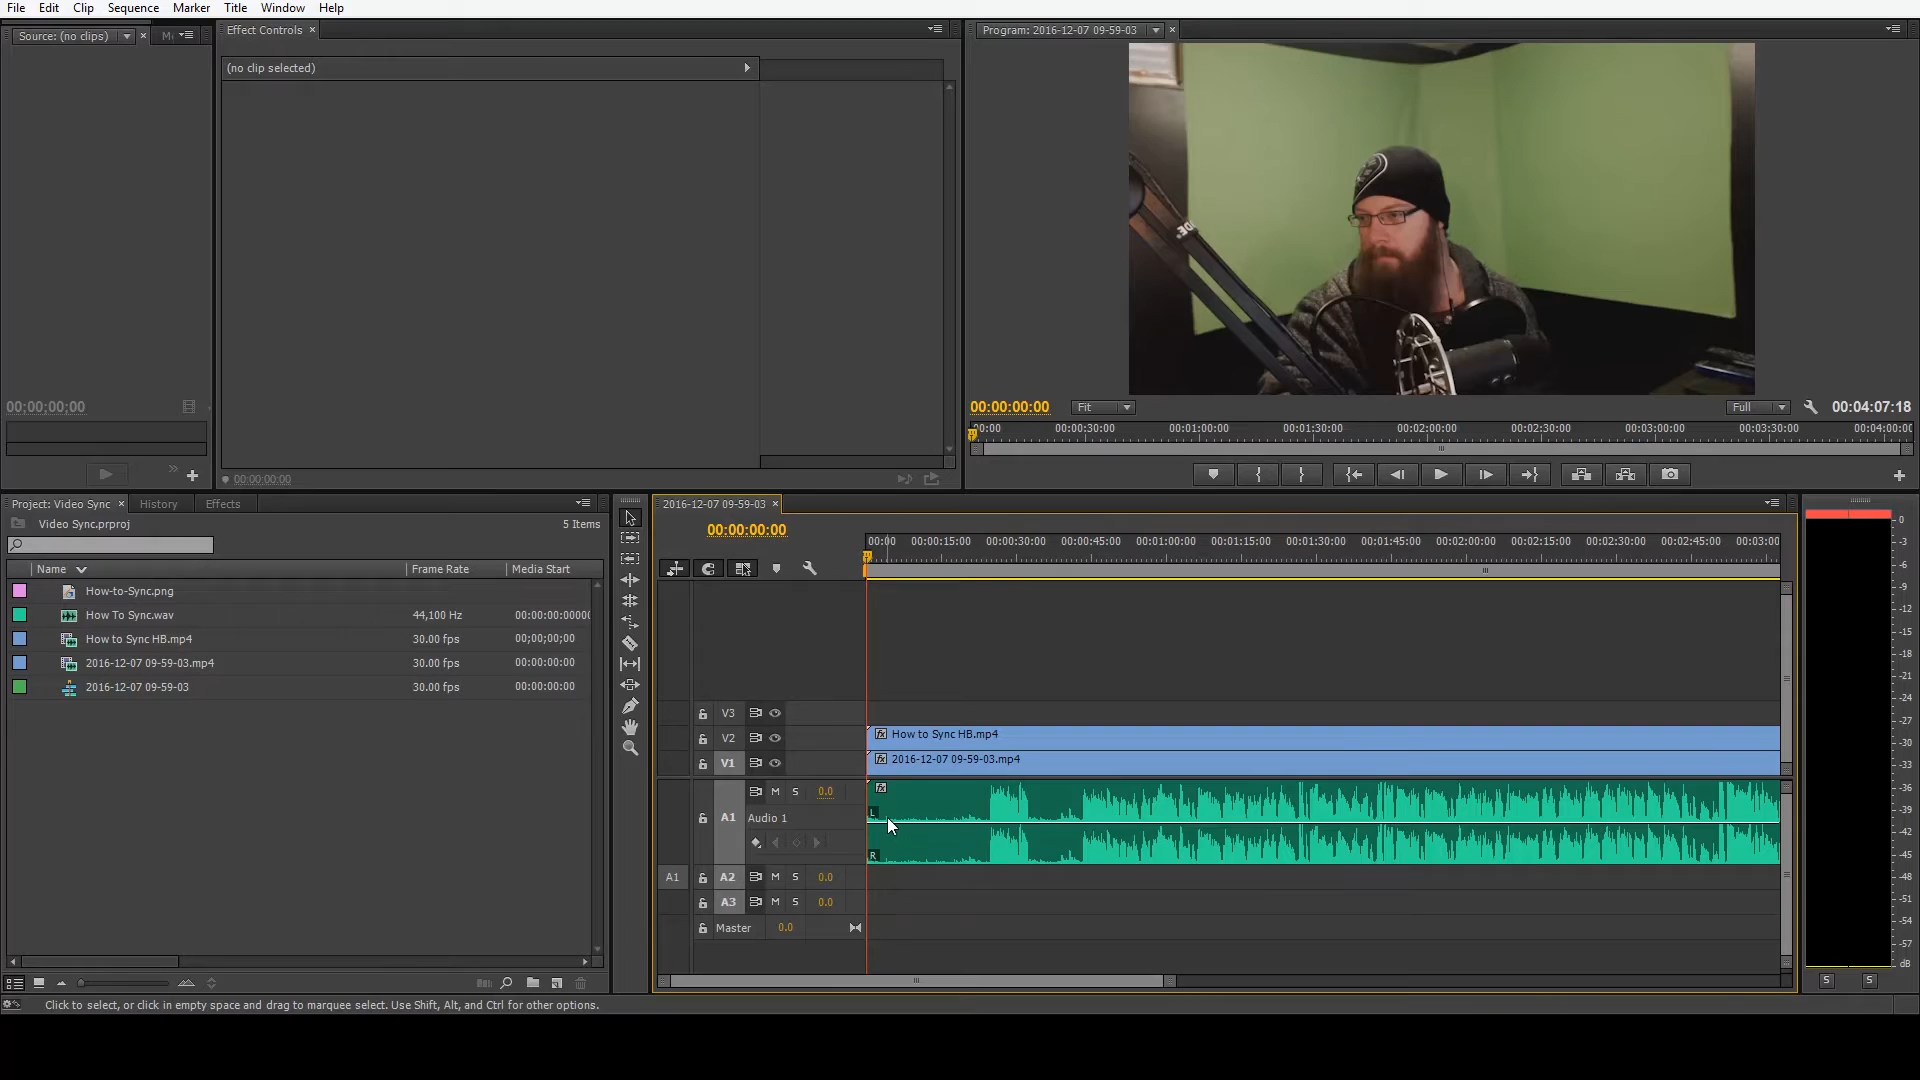 File Edit Clip Sequence Marker Title Window Help
Source: (no clips)
Effect Controls
Program: 2016-12-07 09-59-03
(no clip selected)
00;00;00;00
00:00:00:00
00:00:00:00 Fit Full 00:04:07:18
00:00 00:00:30:00 00:01:00:00 00:01:30:00 00:02:00:00 00:02:30:00 00:03:00:00 00:03:30:00 00:04:00:00
Project: Video Sync History Effects
Video Sync.prproj 5 Items
Name Frame Rate Media Start
How-to-Sync.png
How To Sync.wav 44,100 Hz 00:00:00:00000
How to Sync HB.mp4 30.00 fps 00;00;00;00
2016-12-07 09-59-03.mp4 30.00 fps 00:00:00:00
2016-12-07 09-59-03 30.00 fps 00:00:00:00
2016-12-07 09-59-03
00:00:00:00
00:00 00:00:15:00 00:00:30:00 00:00:45:00 00:01:00:00 00:01:15:00 00:01:30:00 00:01:45:00 00:02:00:00 00:02:15:00 00:02:30:00 00:02:45:00 00:03:00
V3
V2 How to Sync HB.mp4
V1 2016-12-07 09-59-03.mp4
M S 0.0
A1 Audio 1
L
R
A1 A2 M S 0.0
A3 M S 0.0
Master 0.0
0
-3
-6
-9
-12
-15
-18
-21
-24
-27
-30
-33
-36
-39
-42
-45
-48
-51
-54
-57
dB
S S
Click to select, or click in empty space and drag to marquee select. Use Shift, Alt, and Ctrl for other options.